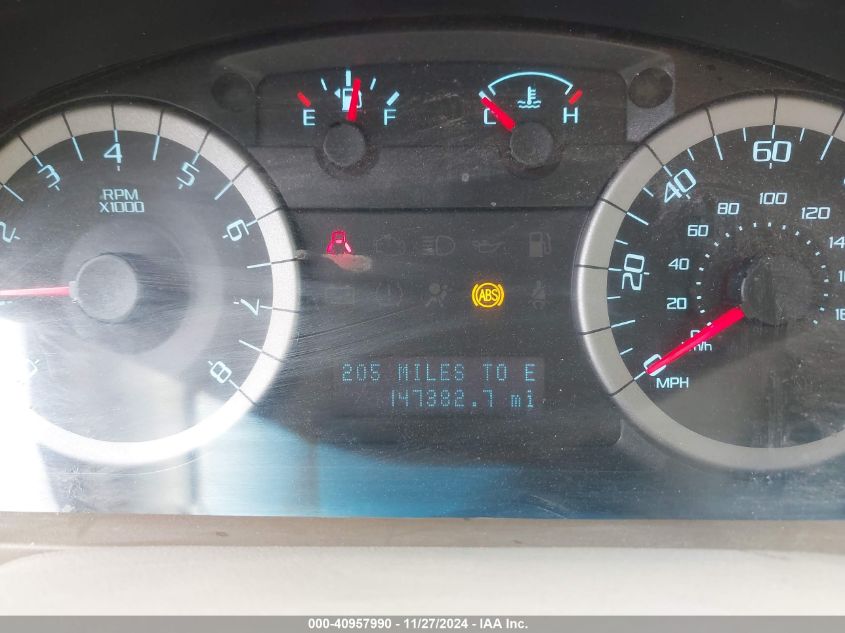 E F
C H
2 3 4 5 6 7 8
RPM
X1000
0 20 40 60
20 40 60 80 100 120
km/h
MPH
ABS
205 MILES TO E
147382.7 mi
000-40957990 - 11/27/2024 - IAA Inc.